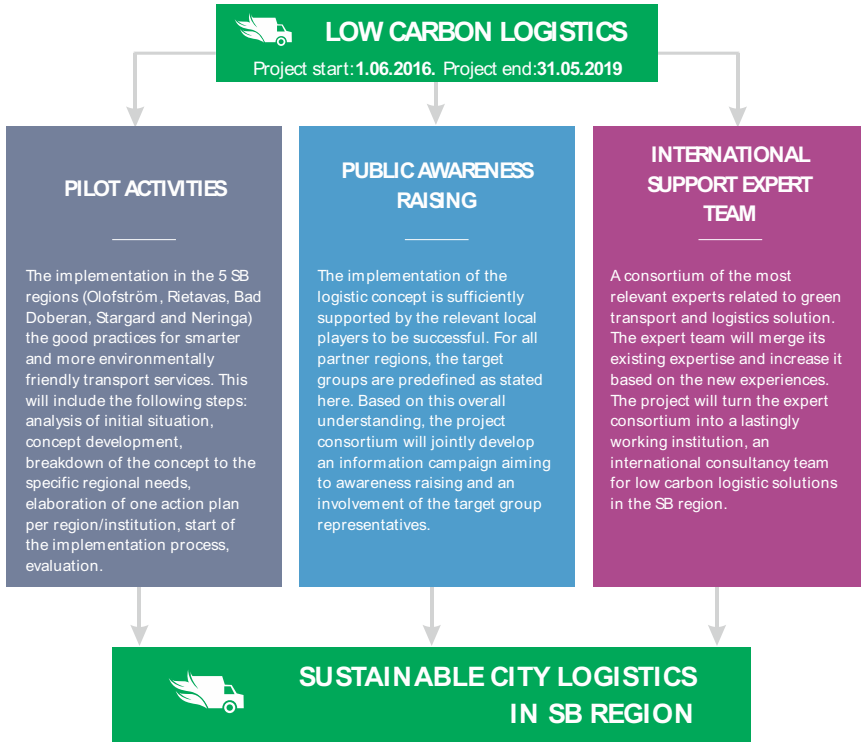 LOW CARBON LOGISTICS
Project start:1.06.2016. Project end:31.05.2019
PILOT ACTIVITIES
The implementation in the 5 SB
regions (Olofström, Rietavas, Bad
Doberan, Stargard and Neringa)
the good practices for smarter
and more environmentally
friendly transport services. This
will include the following steps:
analysis of initial situation,
concept development,
breakdown of the concept to the
specific regional needs,
elaboration of one action plan
per region/institution, start of
the implementation process,
evaluation.
PUBLIC AWARENESS
RAISING
The implementation of the
logistic concept is sufficiently
supported by the relevant local
players to be successful. For all
partner regions, the target
groups are predefined as stated
here. Based on this overall
understanding, the project
consortium will jointly develop
an information campaign aiming
to awareness raising and an
involvement of the target group
representatives.
INTERNATIONAL
SUPPORT EXPERT
TEAM
A consortium of the most
relevant experts related to green
transport and logistics solution.
The expert team will merge its
existing expertise and increase it
based on the new experiences.
The project will turn the expert
consortium into a lastingly
working institution, an
international consultancy team
for low carbon logistic solutions
in the SB region.
SUSTAINABLE CITY LOGISTICS
IN SB REGION